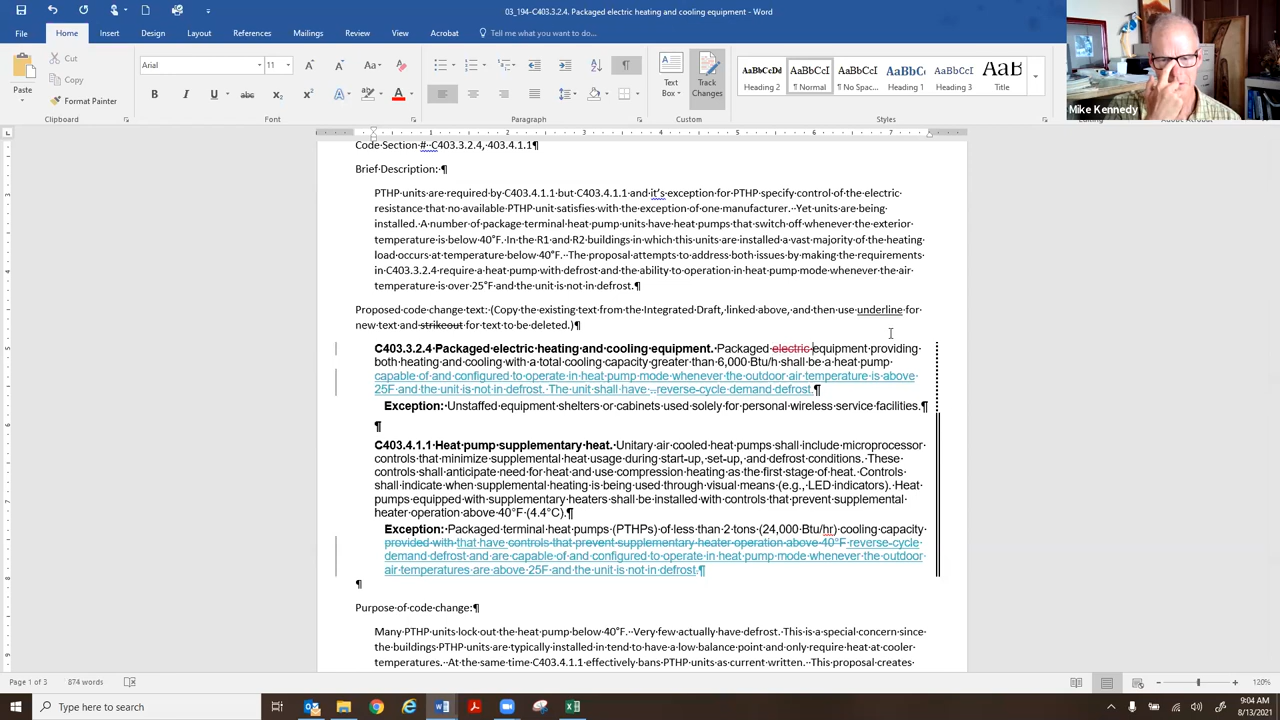 03_194-C403.3.2.4. Packaged electric heating and cooling equipment - Word
File Home Insert Design Layout References Mailings Review View Acrobat Tell me what you want to do...
Paste
Cut
Copy
Format Painter
Clipboard
Arial 11
Font
Paragraph
Text Box
Track Changes
Custom
AaBbCcDd Heading 2
AaBbCcI ¶ Normal
AaBbCcI ¶ No Spac...
AaBbCc Heading 1
AaBbCcI Heading 3
Title
Styles
Editing
Mike Kennedy
Code Section #: C403.3.2.4, 403.4.1.1¶
Brief Description: ¶
PTHP units are required by C403.4.1.1 but C403.4.1.1 and it's exception for PTHP specify control of the electric
resistance that no available PTHP unit satisfies with the exception of one manufacturer. Yet units are being
installed. A number of package terminal heat pump units have heat pumps that switch off whenever the exterior
temperature is below 40°F. In the R1 and R2 buildings in which this units are installed a vast majority of the heating
load occurs at temperature below 40°F. The proposal attempts to address both issues by making the requirements
in C403.3.2.4 require a heat pump with defrost and the ability to operation in heat pump mode whenever the air
temperature is over 25°F and the unit is not in defrost.¶
Proposed code change text: (Copy the existing text from the Integrated Draft, linked above, and then use underline for
new text and strikeout for text to be deleted.)¶
C403.3.2.4 Packaged electric heating and cooling equipment. Packaged electric equipment providing
both heating and cooling with a total cooling capacity greater than 6,000 Btu/h shall be a heat pump
capable of and configured to operate in heat pump mode whenever the outdoor air temperature is above
25F and the unit is not in defrost. The unit shall have reverse-cycle demand defrost.¶
Exception: Unstaffed equipment shelters or cabinets used solely for personal wireless service facilities.¶
¶
C403.4.1.1 Heat pump supplementary heat. Unitary air cooled heat pumps shall include microprocessor
controls that minimize supplemental heat usage during start-up, set-up, and defrost conditions. These
controls shall anticipate need for heat and use compression heating as the first stage of heat. Controls
shall indicate when supplemental heating is being used through visual means (e.g., LED indicators). Heat
pumps equipped with supplementary heaters shall be installed with controls that prevent supplemental
heater operation above 40°F (4.4°C).¶
Exception: Packaged terminal heat pumps (PTHPs) of less than 2 tons (24,000 Btu/hr) cooling capacity
provided with that have controls that prevent supplementary heater operation above 40°F reverse-cycle
demand defrost and are capable of and configured to operate in heat pump mode whenever the outdoor
air temperatures are above 25F and the unit is not in defrost.¶
¶
Purpose of code change:¶
Many PTHP units lock out the heat pump below 40°F. Very few actually have defrost. This is a special concern since
the buildings PTHP units are typically installed in tend to have a low balance point and only require heat at cooler
temperatures. At the same time C403.4.1.1 effectively bans PTHP units as current written. This proposal creates
Page 1 of 3 874 words 120%
Type here to search
9:04 AM
8/13/2021